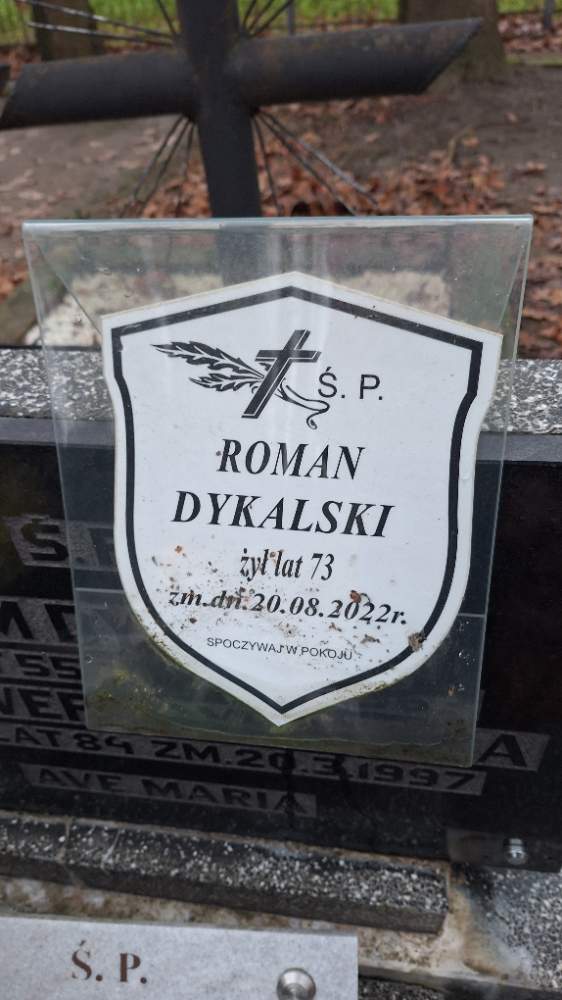 Ś. P.
ROMAN
DYKALSKI
żył lat 73
zm. dn. 20.08.2022r.
SPOCZYWAJ W POKOJU
LAT 84 ZM. 20.3.1997
AVE MARIA
Ś. P.